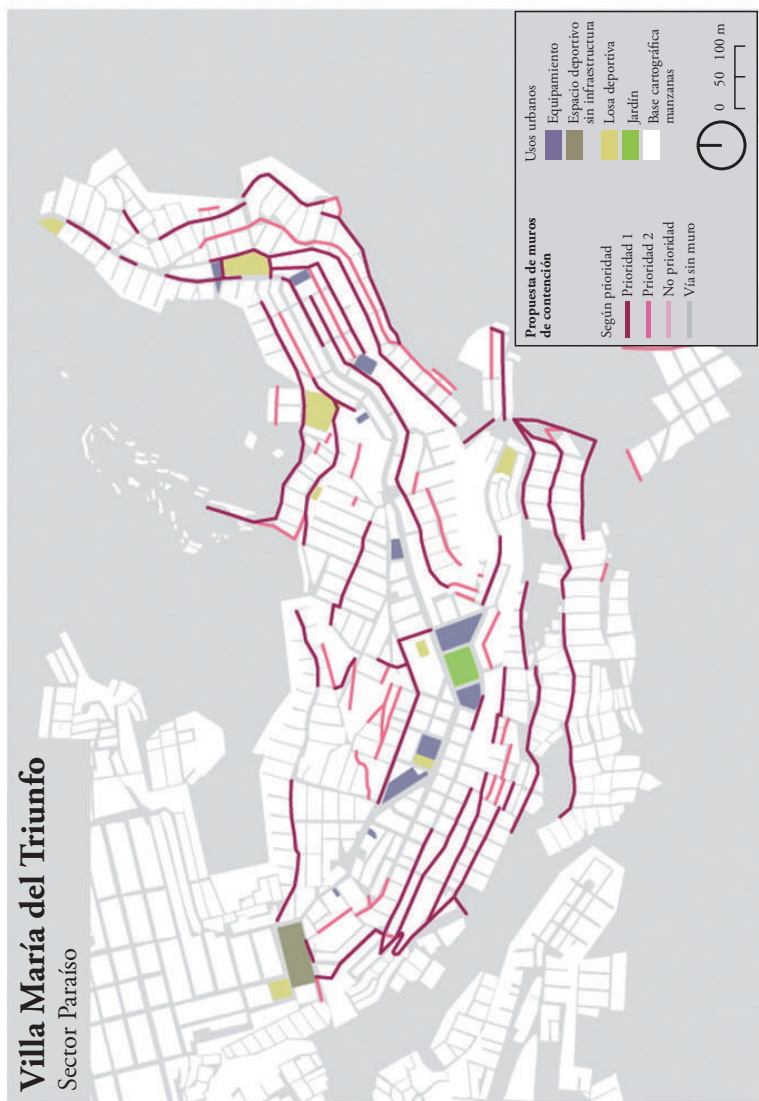 Villa María del Triunfo
Sector Paraíso
Propuesta de muros
de contención
Según prioridad
Prioridad 1
Prioridad 2
No prioridad
Vía sin muro
Usos urbanos
Equipamiento
Espacio deportivo
sin infraestructura
Losa deportiva
Jardín
Base cartográfica
manzanas
0 50 100 m